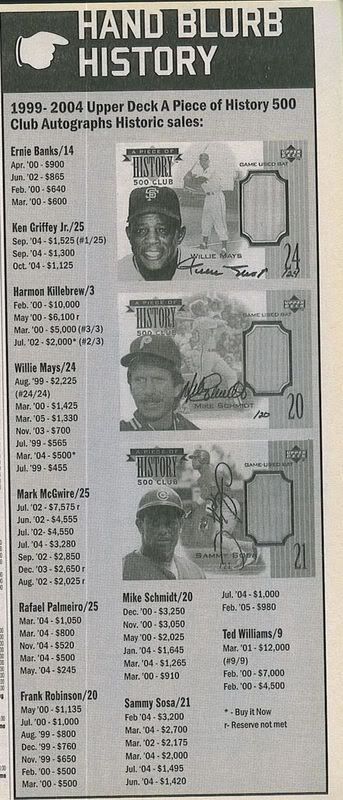 HAND BLURB
HISTORY
1999- 2004 Upper Deck A Piece of History 500
Club Autographs Historic sales:
Ernie Banks/14
Apr. '00 - $900
Jun. '02 - $865
Feb. '00 - $640
Mar. '00 - $600
Ken Griffey Jr./25
Sep. '04 - $1,525 (#1/25)
Sep. '04 - $1,300
Oct. '04 - $1,125
Harmon Killebrew/3
Feb. '00 - $10,000
May '00 - $6,100 r
Mar. '00 - $5,000 (#3/3)
Jul. '02 - $2,000* (#2/3)
Willie Mays/24
Aug. '99 - $2,225
(#24/24)
Mar. '00 - $1,425
Mar. '05 - $1,330
Nov. '03 - $700
Jul. '99 - $565
Mar. '04 - $500*
Jul. '99 - $455
Mark McGwire/25
Jul. '02 - $7,575 r
Jun. '02 - $4,555
Jul. '02- $4,550
Jul. '04 - $3,280
Sep. '02 - $2,850
Dec. '03 - $2,650 r
Aug. '02 - $2,025 r
Rafael Palmeiro/25
Mar. '04 - $1,050
Mar. '04 - $800
Nov. '04 - $520
Mar. '04 - $500
May. '04 - $245
Frank Robinson/20
May '00 - $1,135
Jul. '00 - $1,000
Aug. '99 - $800
Dec. '99 - $760
Nov. '99 - $650
Feb. '00 - $500
Mar. '00 - $500
A PIECE OF
HISTORY
500 CLUB
GAME USED BAT
WILLIE MAYS
Willie Mays
24
/24
A PIECE OF
HISTORY
500 CLUB
GAME USED BAT
Mike Schmidt
MIKE SCHMIDT
/20
20
A PIECE OF
HISTORY
500 CLUB
GAME-USED BAT
SAMMY SOSA
21
Mike Schmidt/20
Dec. '00 - $3,250
Nov. '00 - $3,050
May '00 - $2,025
Jan. '04 - $1,645
Mar. '04 - $1,265
Mar. '00 - $910
Sammy Sosa/21
Feb '04 - $3,200
Mar. '04 - $2,700
Mar. '02 - $2,175
Mar. '04 - $2,000
Jul. '04 - $1,495
Jun. '04 - $1,420
Jul. '04 - $1,000
Feb. '05 - $980
Ted Williams/9
Mar. '01 - $12,000
(#9/9)
Feb. '00 - $7,000
Feb. '00 - $4,500
* - Buy it Now
r- Reserve not met